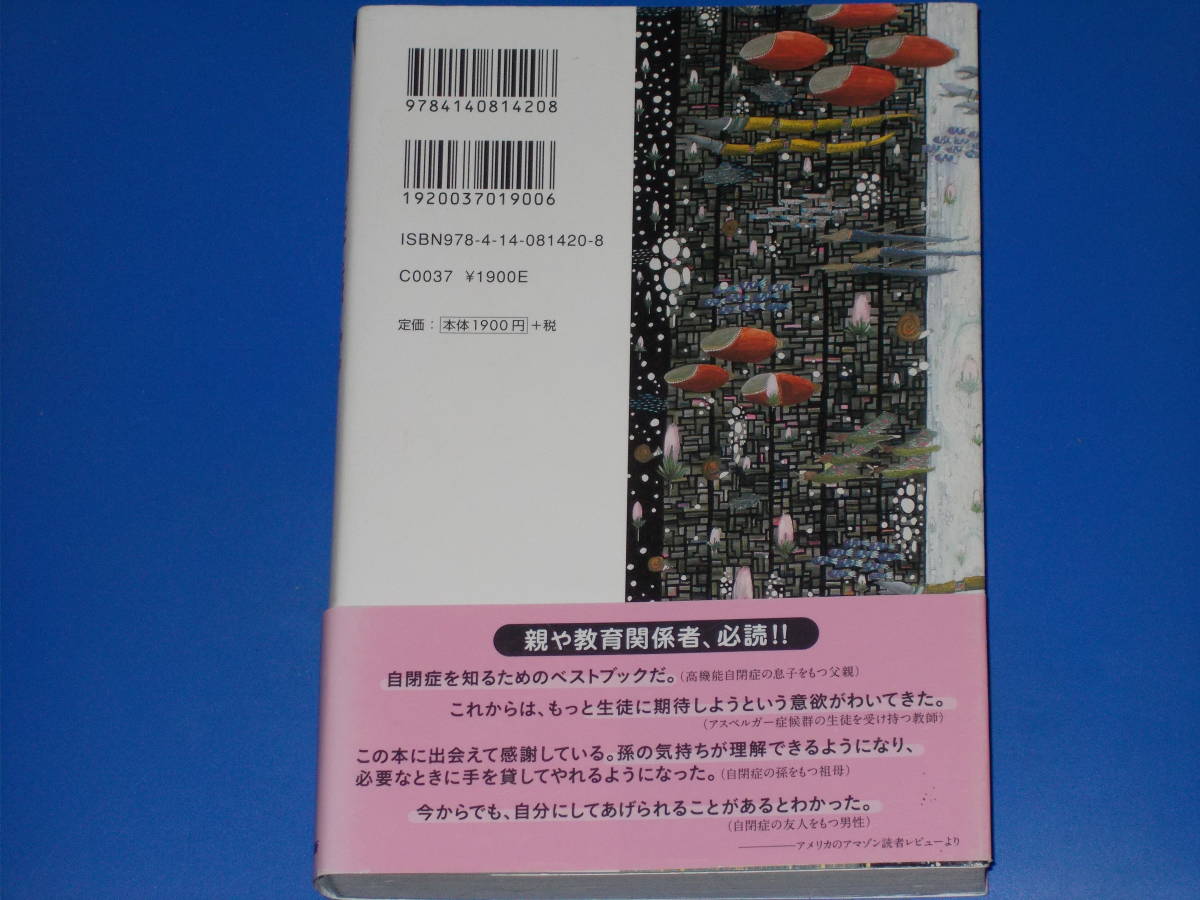 9784140814208
1920037019006
ISBN978-4-14-081420-8
C0037 ¥1900E
定価：本体1900円+税
親や教育関係者、必読!!
自閉症を知るためのベストブックだ。(高機能自閉症の息子をもつ父親)
これからは、もっと生徒に期待しようという意欲がわいてきた。
(アスペルガー症候群の生徒を受け持つ教師)
この本に出会えて感謝している。孫の気持ちが理解できるようになり、
必要なときに手を貸してやれるようになった。(自閉症の孫をもつ祖母)
今からでも、自分にしてあげられることがあるとわかった。
(自閉症の友人をもつ男性)
――アメリカのアマゾン読者レビューより